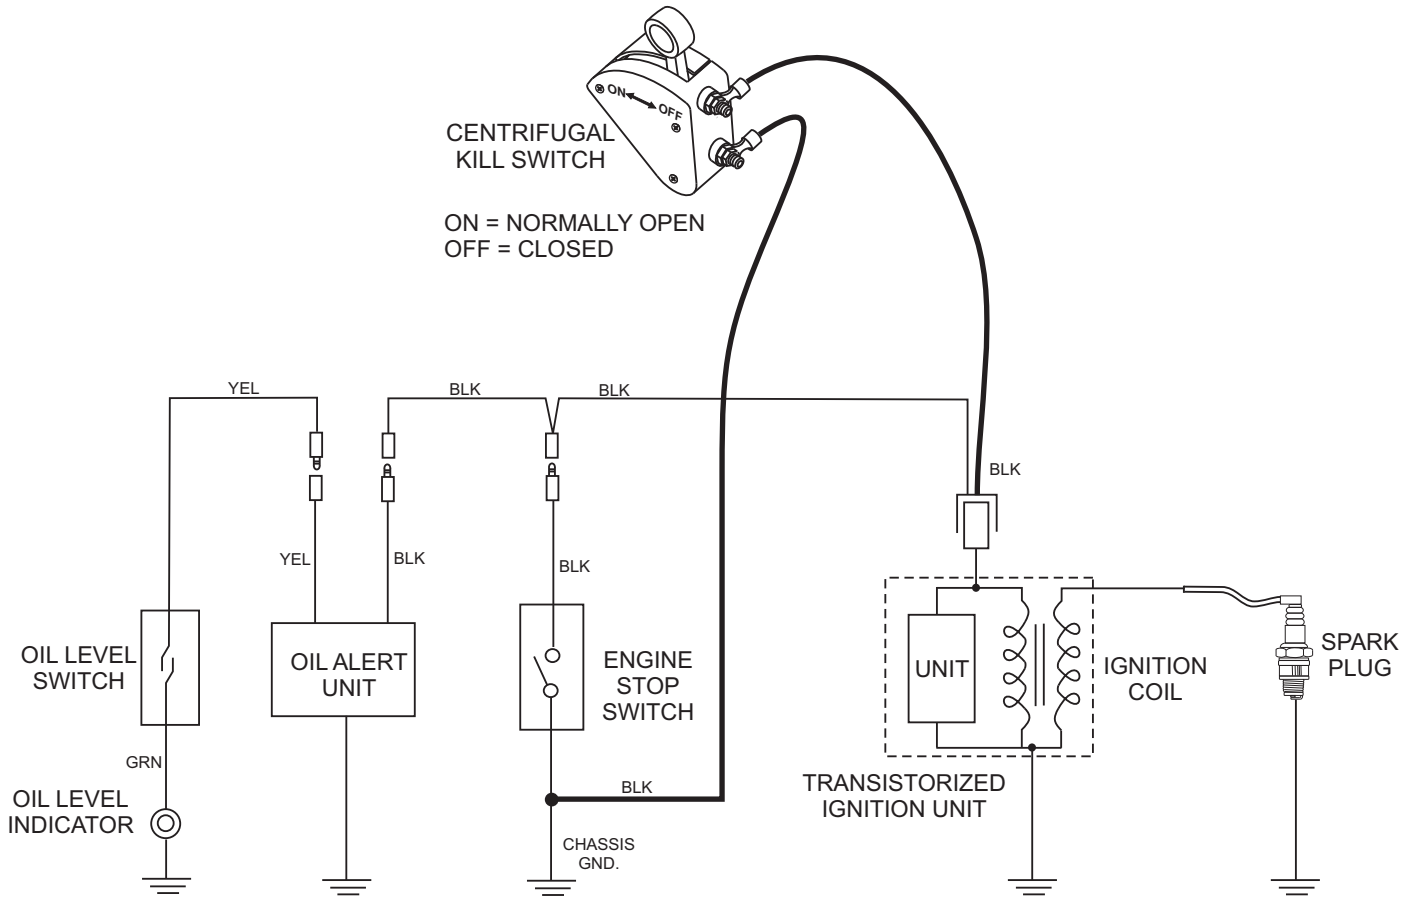 ON
OFF
CENTRIFUGAL
KILL SWITCH
ON = NORMALLY OPEN
OFF = CLOSED
YEL
BLK
BLK
BLK
YEL
BLK
BLK
OIL LEVEL
SWITCH
OIL ALERT
UNIT
ENGINE
STOP
SWITCH
UNIT
IGNITION
COIL
SPARK
PLUG
GRN
BLK
TRANSISTORIZED
IGNITION UNIT
OIL LEVEL
INDICATOR
CHASSIS
GND.